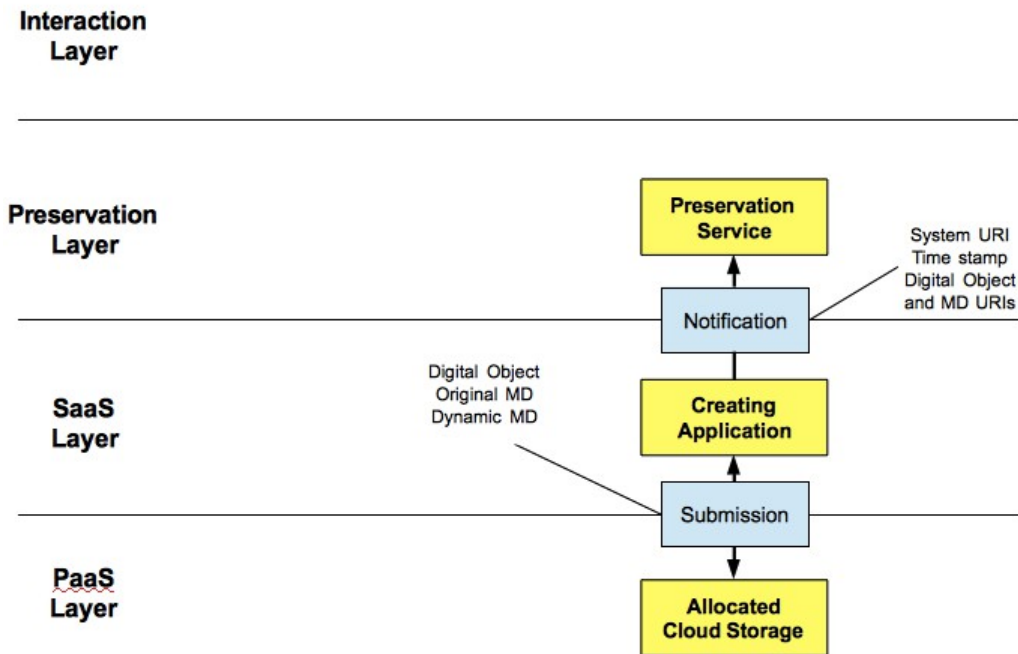 Interaction
Layer
Preservation
Layer
Preservation
Service
System URI
Time stamp
Digital Object
and MD URIs
Notification
Digital Object
Original MD
Dynamic MD
SaaS
Layer
Creating
Application
Submission
PaaS
Layer
Allocated
Cloud Storage